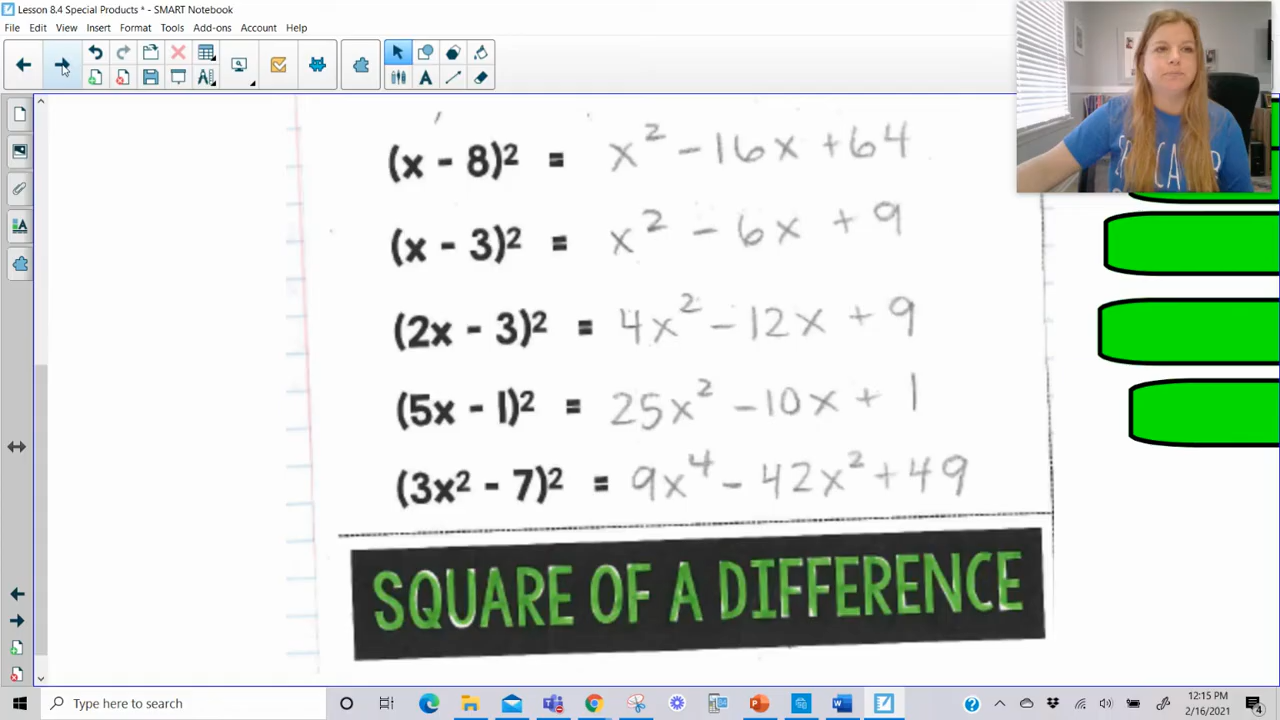 Lesson 8.4 Special Products * - SMART Notebook
File Edit View Insert Format Tools Add-ons Account Help
(x - 8)² = x² - 16x + 64
(x - 3)² = x² - 6x + 9
(2x - 3)² = 4x² - 12x + 9
(5x - 1)² = 25x² - 10x + 1
(3x² - 7)² = 9x⁴ - 42x² + 49
SQUARE OF A DIFFERENCE
Type here to search
12:15 PM
2/16/2021
4